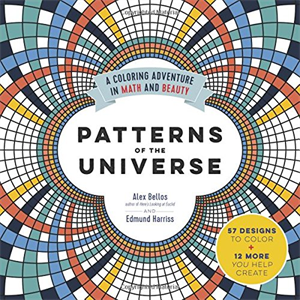 A COLORING ADVENTURE
IN MATH AND BEAUTY
PATTERNS
OF THE
UNIVERSE
Alex Bellos
author of Here's Looking at Euclid
AND
Edmund Harriss
57 DESIGNS
TO COLOR
+
12 MORE
YOU HELP
CREATE